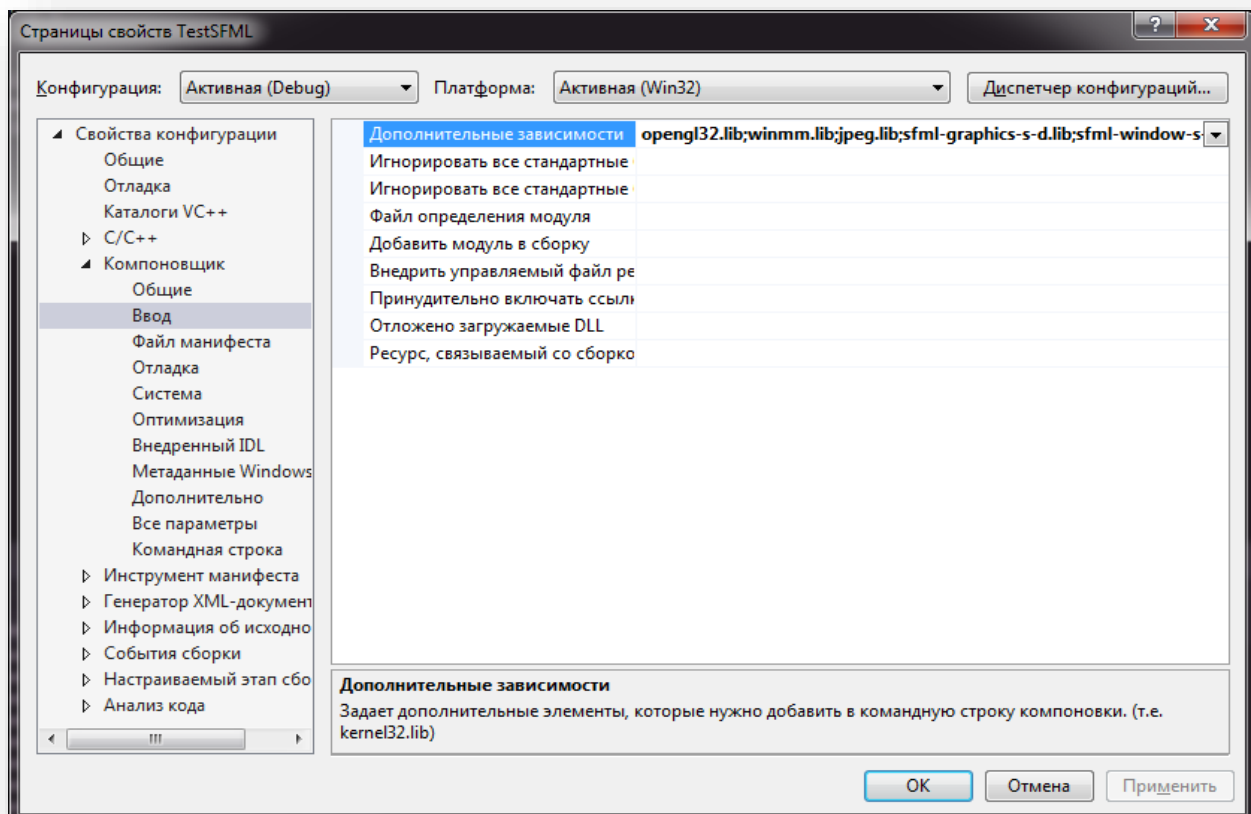 Страницы свойств TestSFML
Конфигурация: Активная (Debug) Платформа: Активная (Win32) Диспетчер конфигураций...
Свойства конфигурации
Общие
Отладка
Каталоги VC++
C/C++
Компоновщик
Общие
Ввод
Файл манифеста
Отладка
Система
Оптимизация
Внедренный IDL
Метаданные Windows
Дополнительно
Все параметры
Командная строка
Инструмент манифеста
Генератор XML-документ
Информация об исходно
События сборки
Настраиваемый этап сбо
Анализ кода
Дополнительные зависимости opengl32.lib;winmm.lib;jpeg.lib;sfml-graphics-s-d.lib;sfml-window-s-
Игнорировать все стандартные
Игнорировать все стандартные
Файл определения модуля
Добавить модуль в сборку
Внедрить управляемый файл ре
Принудительно включать ссылк
Отложено загружаемые DLL
Ресурс, связываемый со сборко
Дополнительные зависимости
Задает дополнительные элементы, которые нужно добавить в командную строку компоновки. (т.е.
kernel32.lib)
OK Отмена Применить